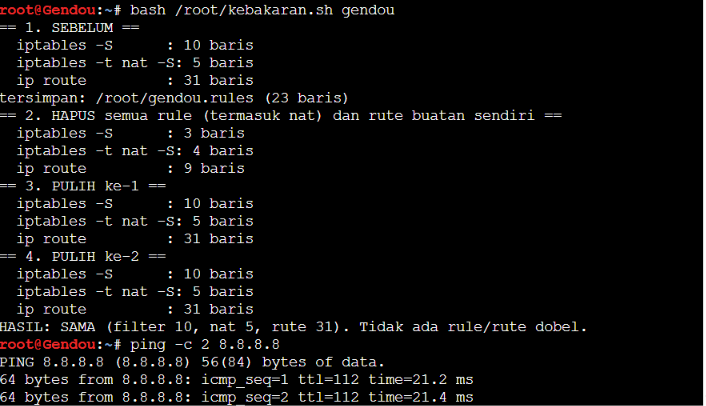 root@Gendou:~# bash /root/kebakaran.sh gendou
== 1. SEBELUM ==
  iptables -S      : 10 baris
  iptables -t nat -S: 5 baris
  ip route         : 31 baris
tersimpan: /root/gendou.rules (23 baris)
== 2. HAPUS semua rule (termasuk nat) dan rute buatan sendiri ==
  iptables -S      : 3 baris
  iptables -t nat -S: 4 baris
  ip route         : 9 baris
== 3. PULIH ke-1 ==
  iptables -S      : 10 baris
  iptables -t nat -S: 5 baris
  ip route         : 31 baris
== 4. PULIH ke-2 ==
  iptables -S      : 10 baris
  iptables -t nat -S: 5 baris
  ip route         : 31 baris
HASIL: SAMA (filter 10, nat 5, rute 31). Tidak ada rule/rute dobel.
root@Gendou:~# ping -c 2 8.8.8.8
PING 8.8.8.8 (8.8.8.8) 56(84) bytes of data.
64 bytes from 8.8.8.8: icmp_seq=1 ttl=112 time=21.2 ms
64 bytes from 8.8.8.8: icmp_seq=2 ttl=112 time=21.4 ms